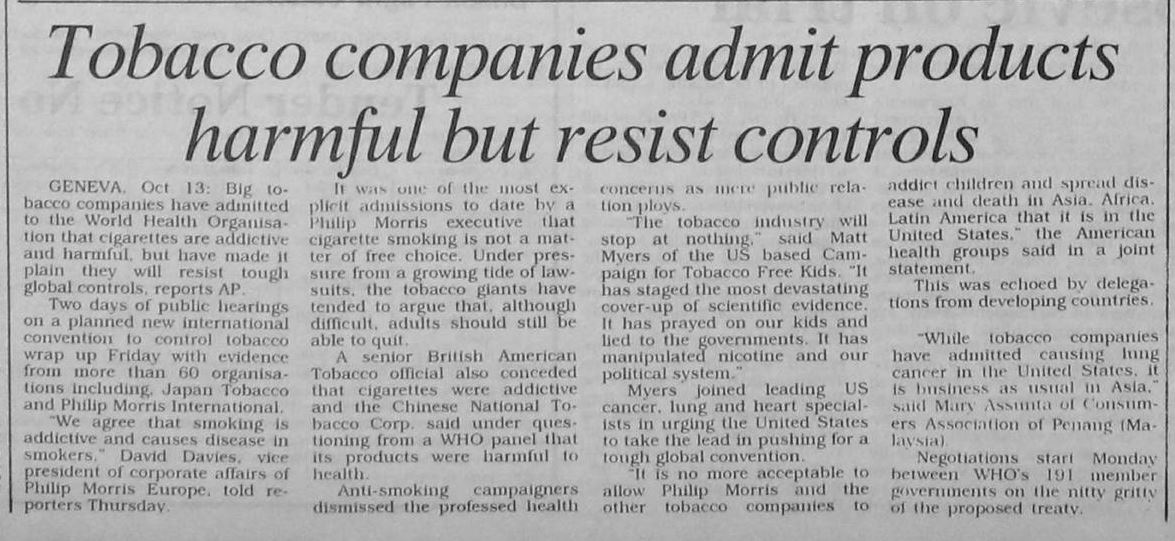 Tobacco companies admit products
harmful but resist controls
GENEVA, Oct 13: Big to-
bacco companies have admitted
to the World Health Organisa-
tion that cigarettes are addictive
and harmful, but have made it
plain they will resist tough
global controls, reports AP.
Two days of public hearings
on a planned new international
convention to control tobacco
wrap up Friday with evidence
from more than 60 organisa-
tions including, Japan Tobacco
and Philip Morris International.
"We agree that smoking is
addictive and causes disease in
smokers," David Davies, vice
president of corporate affairs of
Philip Morris Europe, told re-
porters Thursday.
It was one of the most ex-
plicit admissions to date by a
Philip Morris executive that
cigarette smoking is not a mat-
ter of free choice. Under pres-
sure from a growing tide of law-
suits, the tobacco giants have
tended to argue that, although
difficult, adults should still be
able to quit.
A senior British American
Tobacco official also conceded
that cigarettes were addictive
and the Chinese National To-
bacco Corp. said under ques-
tioning from a WHO panel that
its products were harmful to
health.
Anti-smoking campaigners
dismissed the professed health
concerns as mere public rela-
tion ploys.
"The tobacco industry will
stop at nothing," said Matt
Myers of the US based Cam-
paign for Tobacco Free Kids. "It
has staged the most devastating
cover-up of scientific evidence.
It has prayed on our kids and
lied to the governments. It has
manipulated nicotine and our
political system."
Myers joined leading US
cancer, lung and heart special-
ists in urging the United States
to take the lead in pushing for a
tough global convention.
"It is no more acceptable to
allow Philip Morris and the
other tobacco companies to
addict children and spread dis-
ease and death in Asia, Africa,
Latin America that it is in the
United States," the American
health groups said in a joint
statement.
This was echoed by delega-
tions from developing countries.
"While tobacco companies
have admitted causing lung
cancer in the United States, it
is business as usual in Asia,"
said Mary Assunta of Consum-
ers Association of Penang (Ma-
laysia).
Negotiations start Monday
between WHO's 191 member
governments on the nitty gritty
of the proposed treaty.